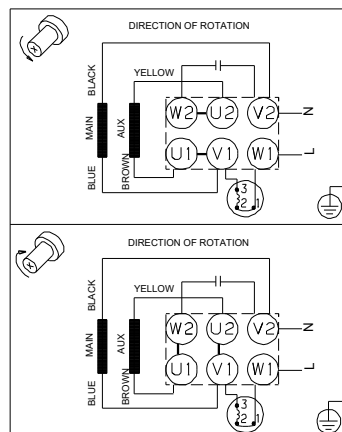 DIRECTION OF ROTATION
BLACK
YELLOW
MAIN
AUX
W2 U2 V2
N
U1 V1 W1
L
BLUE
BROWN
3
2 1
DIRECTION OF ROTATION
BLACK
YELLOW
MAIN
AUX
W2 U2 V2
N
U1 V1 W1
L
BLUE
BROWN
3
2 1